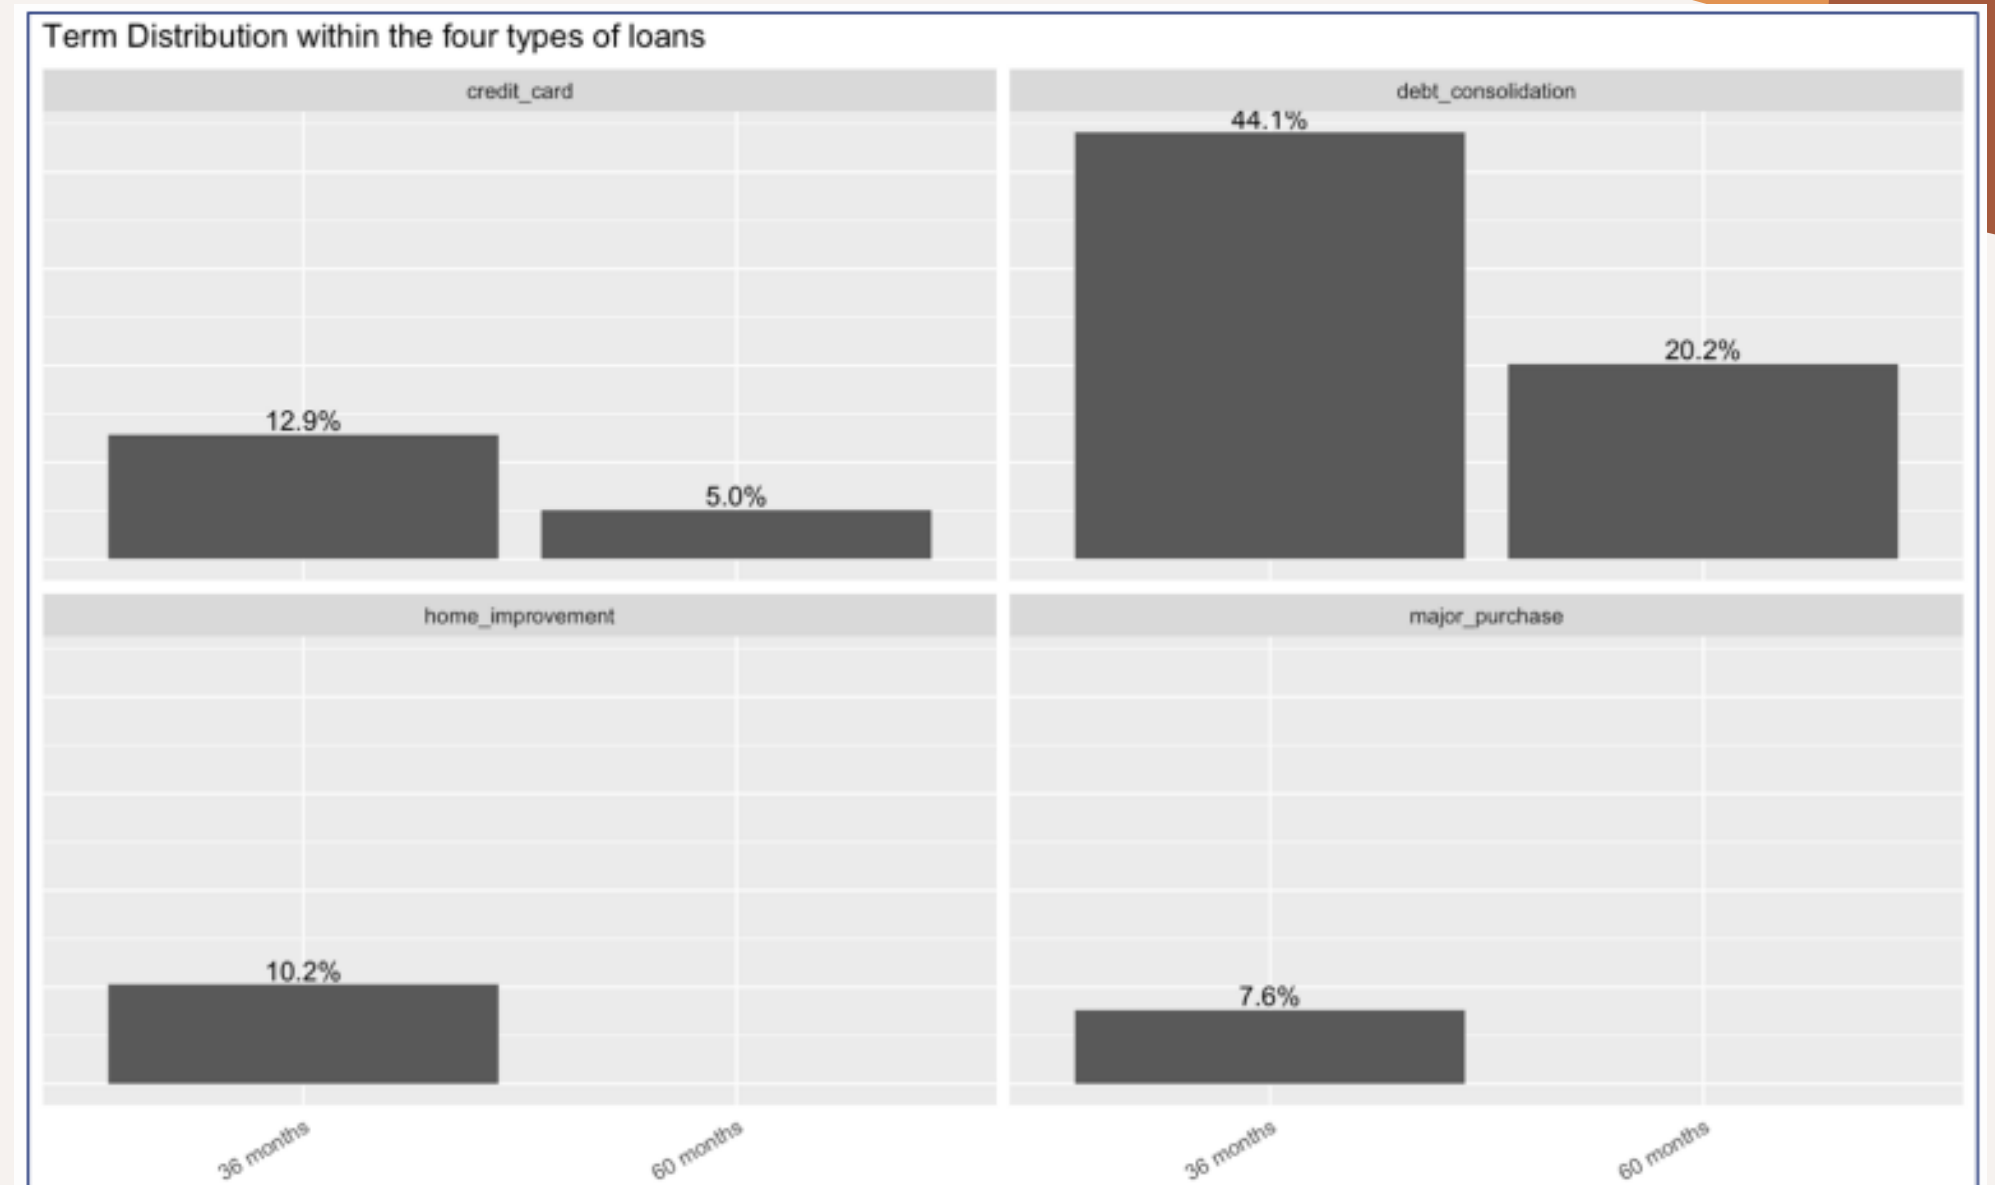 Term Distribution within the four types of loans
credit_card
debt_consolidation
44.1%
20.2%
12.9%
5.0%
home_improvement
major_purchase
10.2%
7.6%
36 months
60 months
36 months
60 months